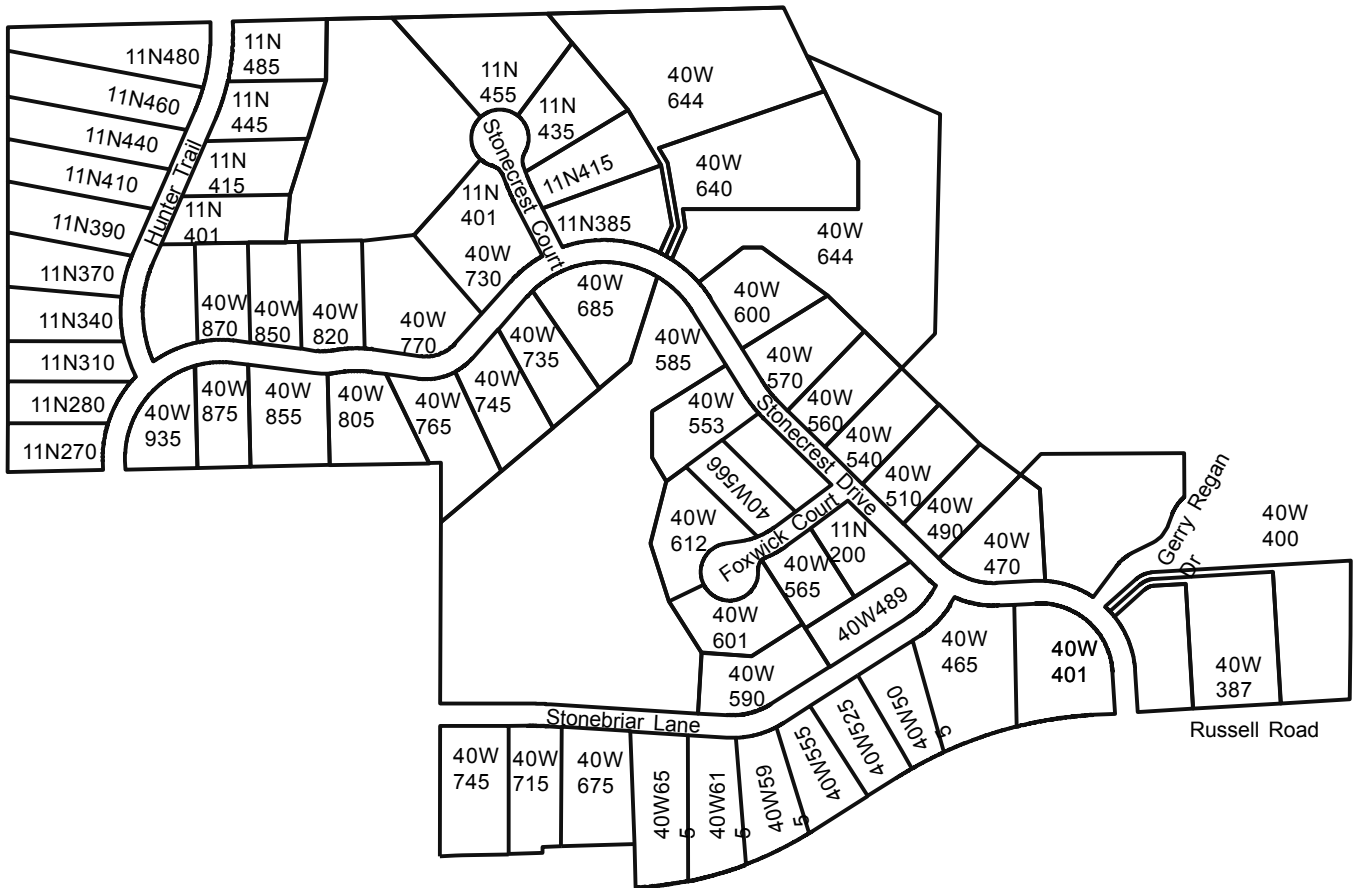 11N480
11N
485
11N460
11N
445
11N440
11N
415
11N410
11N
401
11N390
11N370
11N340
11N310
11N280
11N270
Hunter Trail
11N
455
11N
435
11N415
11N385
11N
401
40W
730
Stonecrest Court
40W
644
40W
640
40W
644
40W
870
40W
850
40W
820
40W
770
40W
685
40W
735
40W
745
40W
765
40W
805
40W
855
40W
875
40W
935
40W
600
40W
585
40W
570
40W
560
40W
553
40W
540
40W
510
40W
490
40W
470
Stonecrest Drive
40W566
Foxwick Court
40W
612
11N
200
40W
565
40W
601
40W489
40W
590
40W
465
40W
401
Gerry Regan
Dr
40W
400
40W
387
Russell Road
Stonebriar Lane
40W
745
40W
715
40W
675
40W65
5
40W61
5
40W59
5
40W555
40W525
40W50
5